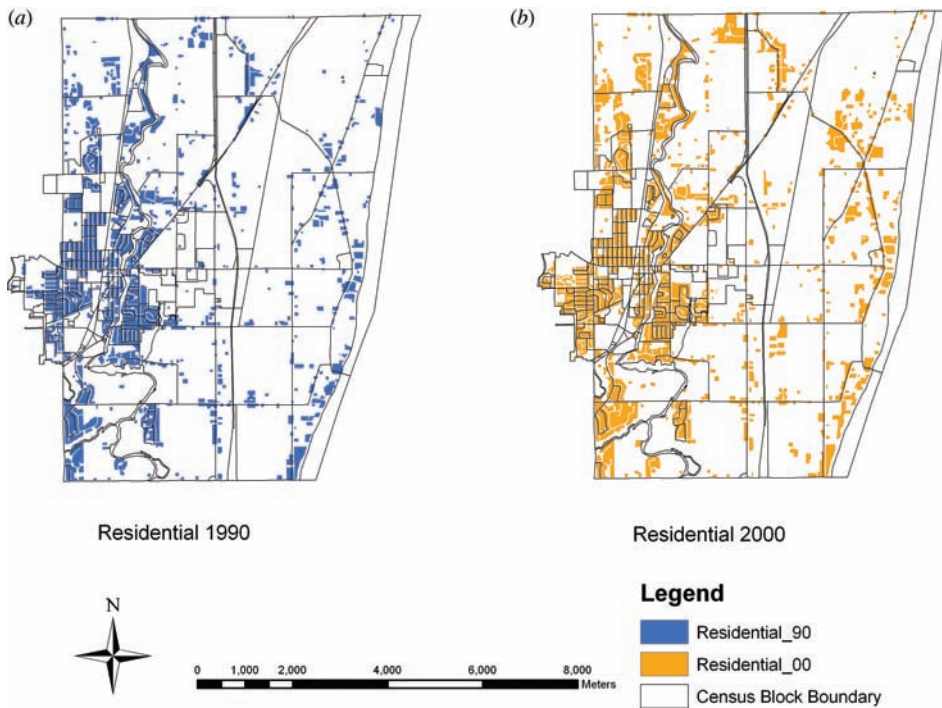 (a)
(b)
Residential 1990
Residential 2000
N
0 1,000 2,000 4,000 6,000 8,000
Meters
Legend
Residential_90
Residential_00
Census Block Boundary